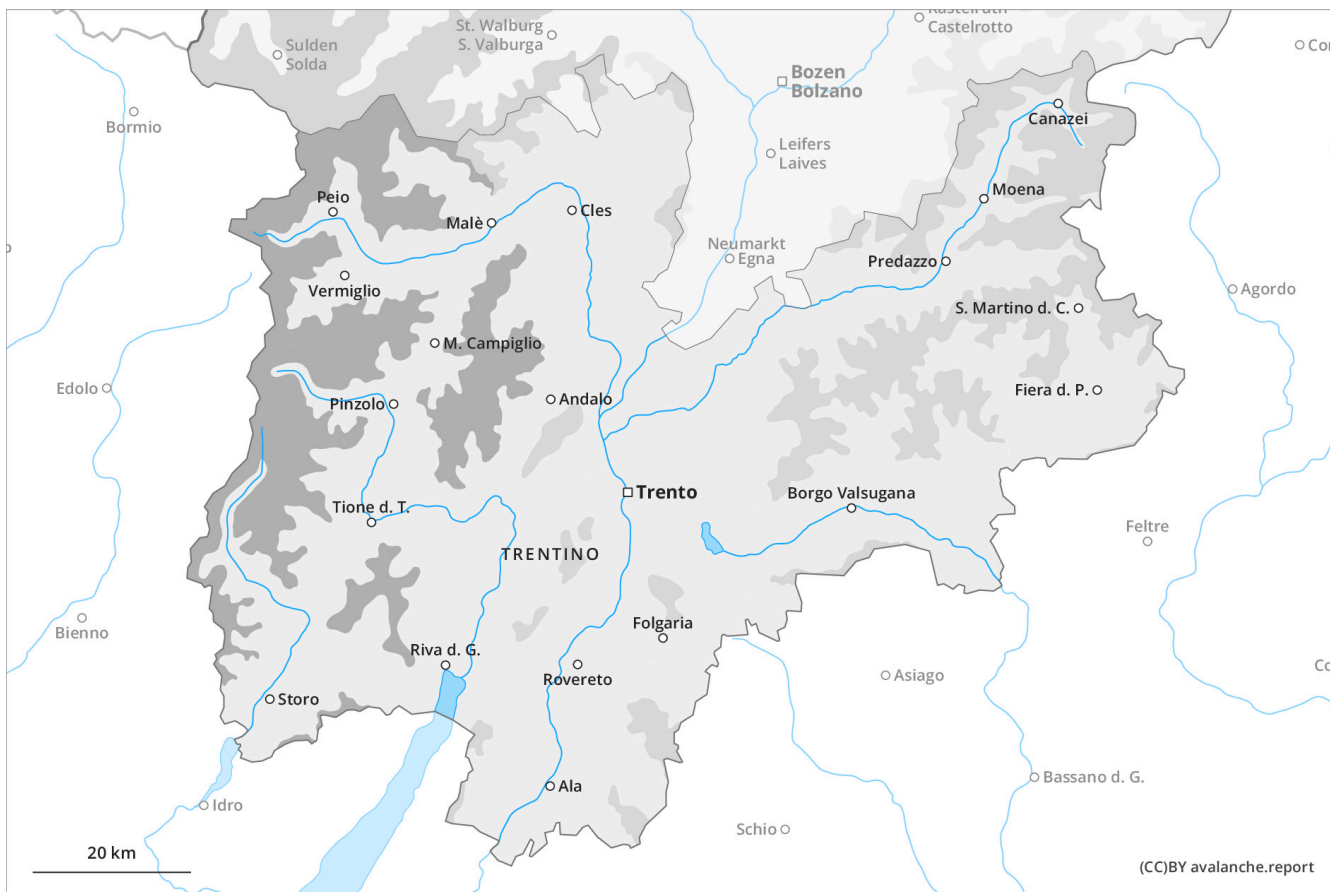 St. Walburg
S. Valburga
Castelrotto
Sulden
Solda
Bozen
Bolzano
Bormio
Canazei
Leifers
Laives
Peio
Malè
Cles
Moena
Neumarkt
Egna
Predazzo
Vermiglio
Agordo
S. Martino d. C.
M. Campiglio
Edolo
Pinzolo
Andalo
Fiera d. P.
Trento
Borgo Valsugana
Tione d. T.
Feltre
TRENTINO
Bienno
Folgaria
Riva d. G.
Rovereto
Asiago
Storo
Ala
Bassano d. G.
Idro
Schio
20 km
(CC)BY avalanche.report